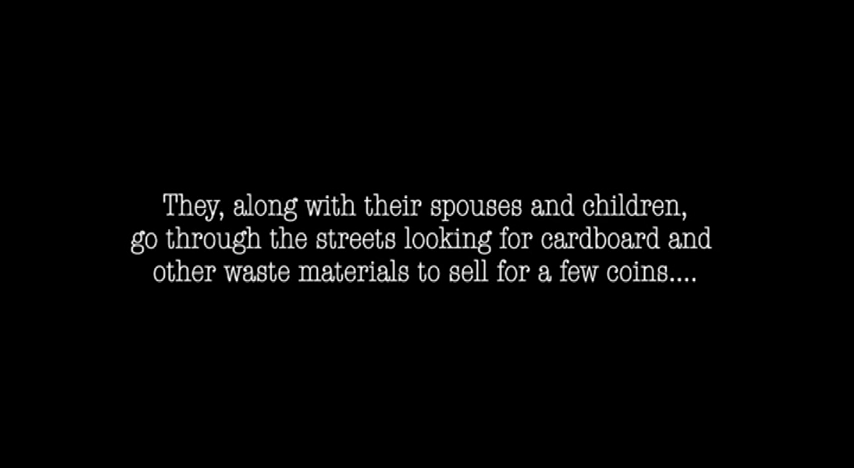 They, along with their spouses and children,
go through the streets looking for cardboard and
other waste materials to sell for a few coins....